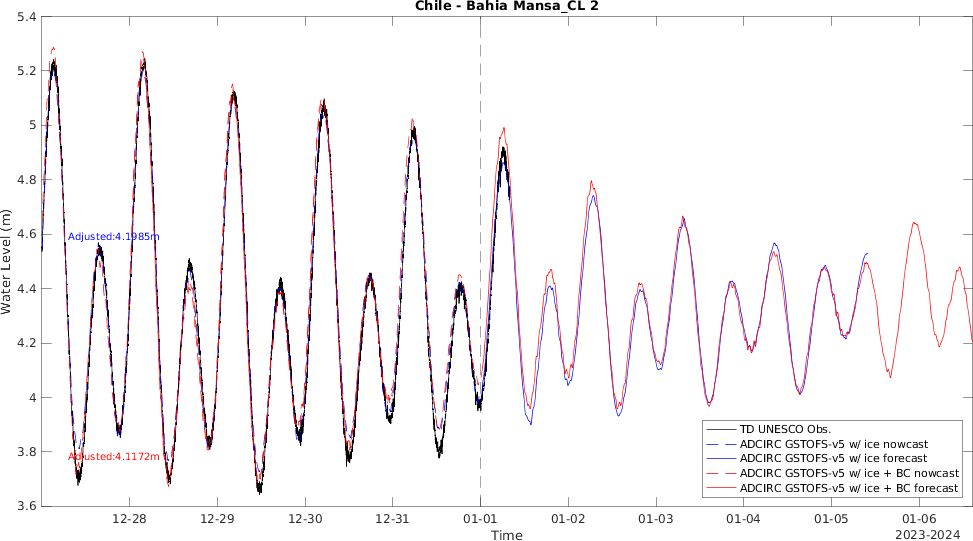 Chile - Bahia Mansa_CL 2
Water Level (m)
5.4
5.2
5
4.8
4.6
4.4
4.2
4
3.8
3.6
Adjusted:4.1985m
Adjusted:4.1172m
TD UNESCO Obs.
ADCIRC GSTOFS-v5 w/ ice nowcast
ADCIRC GSTOFS-v5 w/ ice forecast
ADCIRC GSTOFS-v5 w/ ice + BC nowcast
ADCIRC GSTOFS-v5 w/ ice + BC forecast
12-28 12-29 12-30 12-31 01-01 01-02 01-03 01-04 01-05 01-06
Time
2023-2024